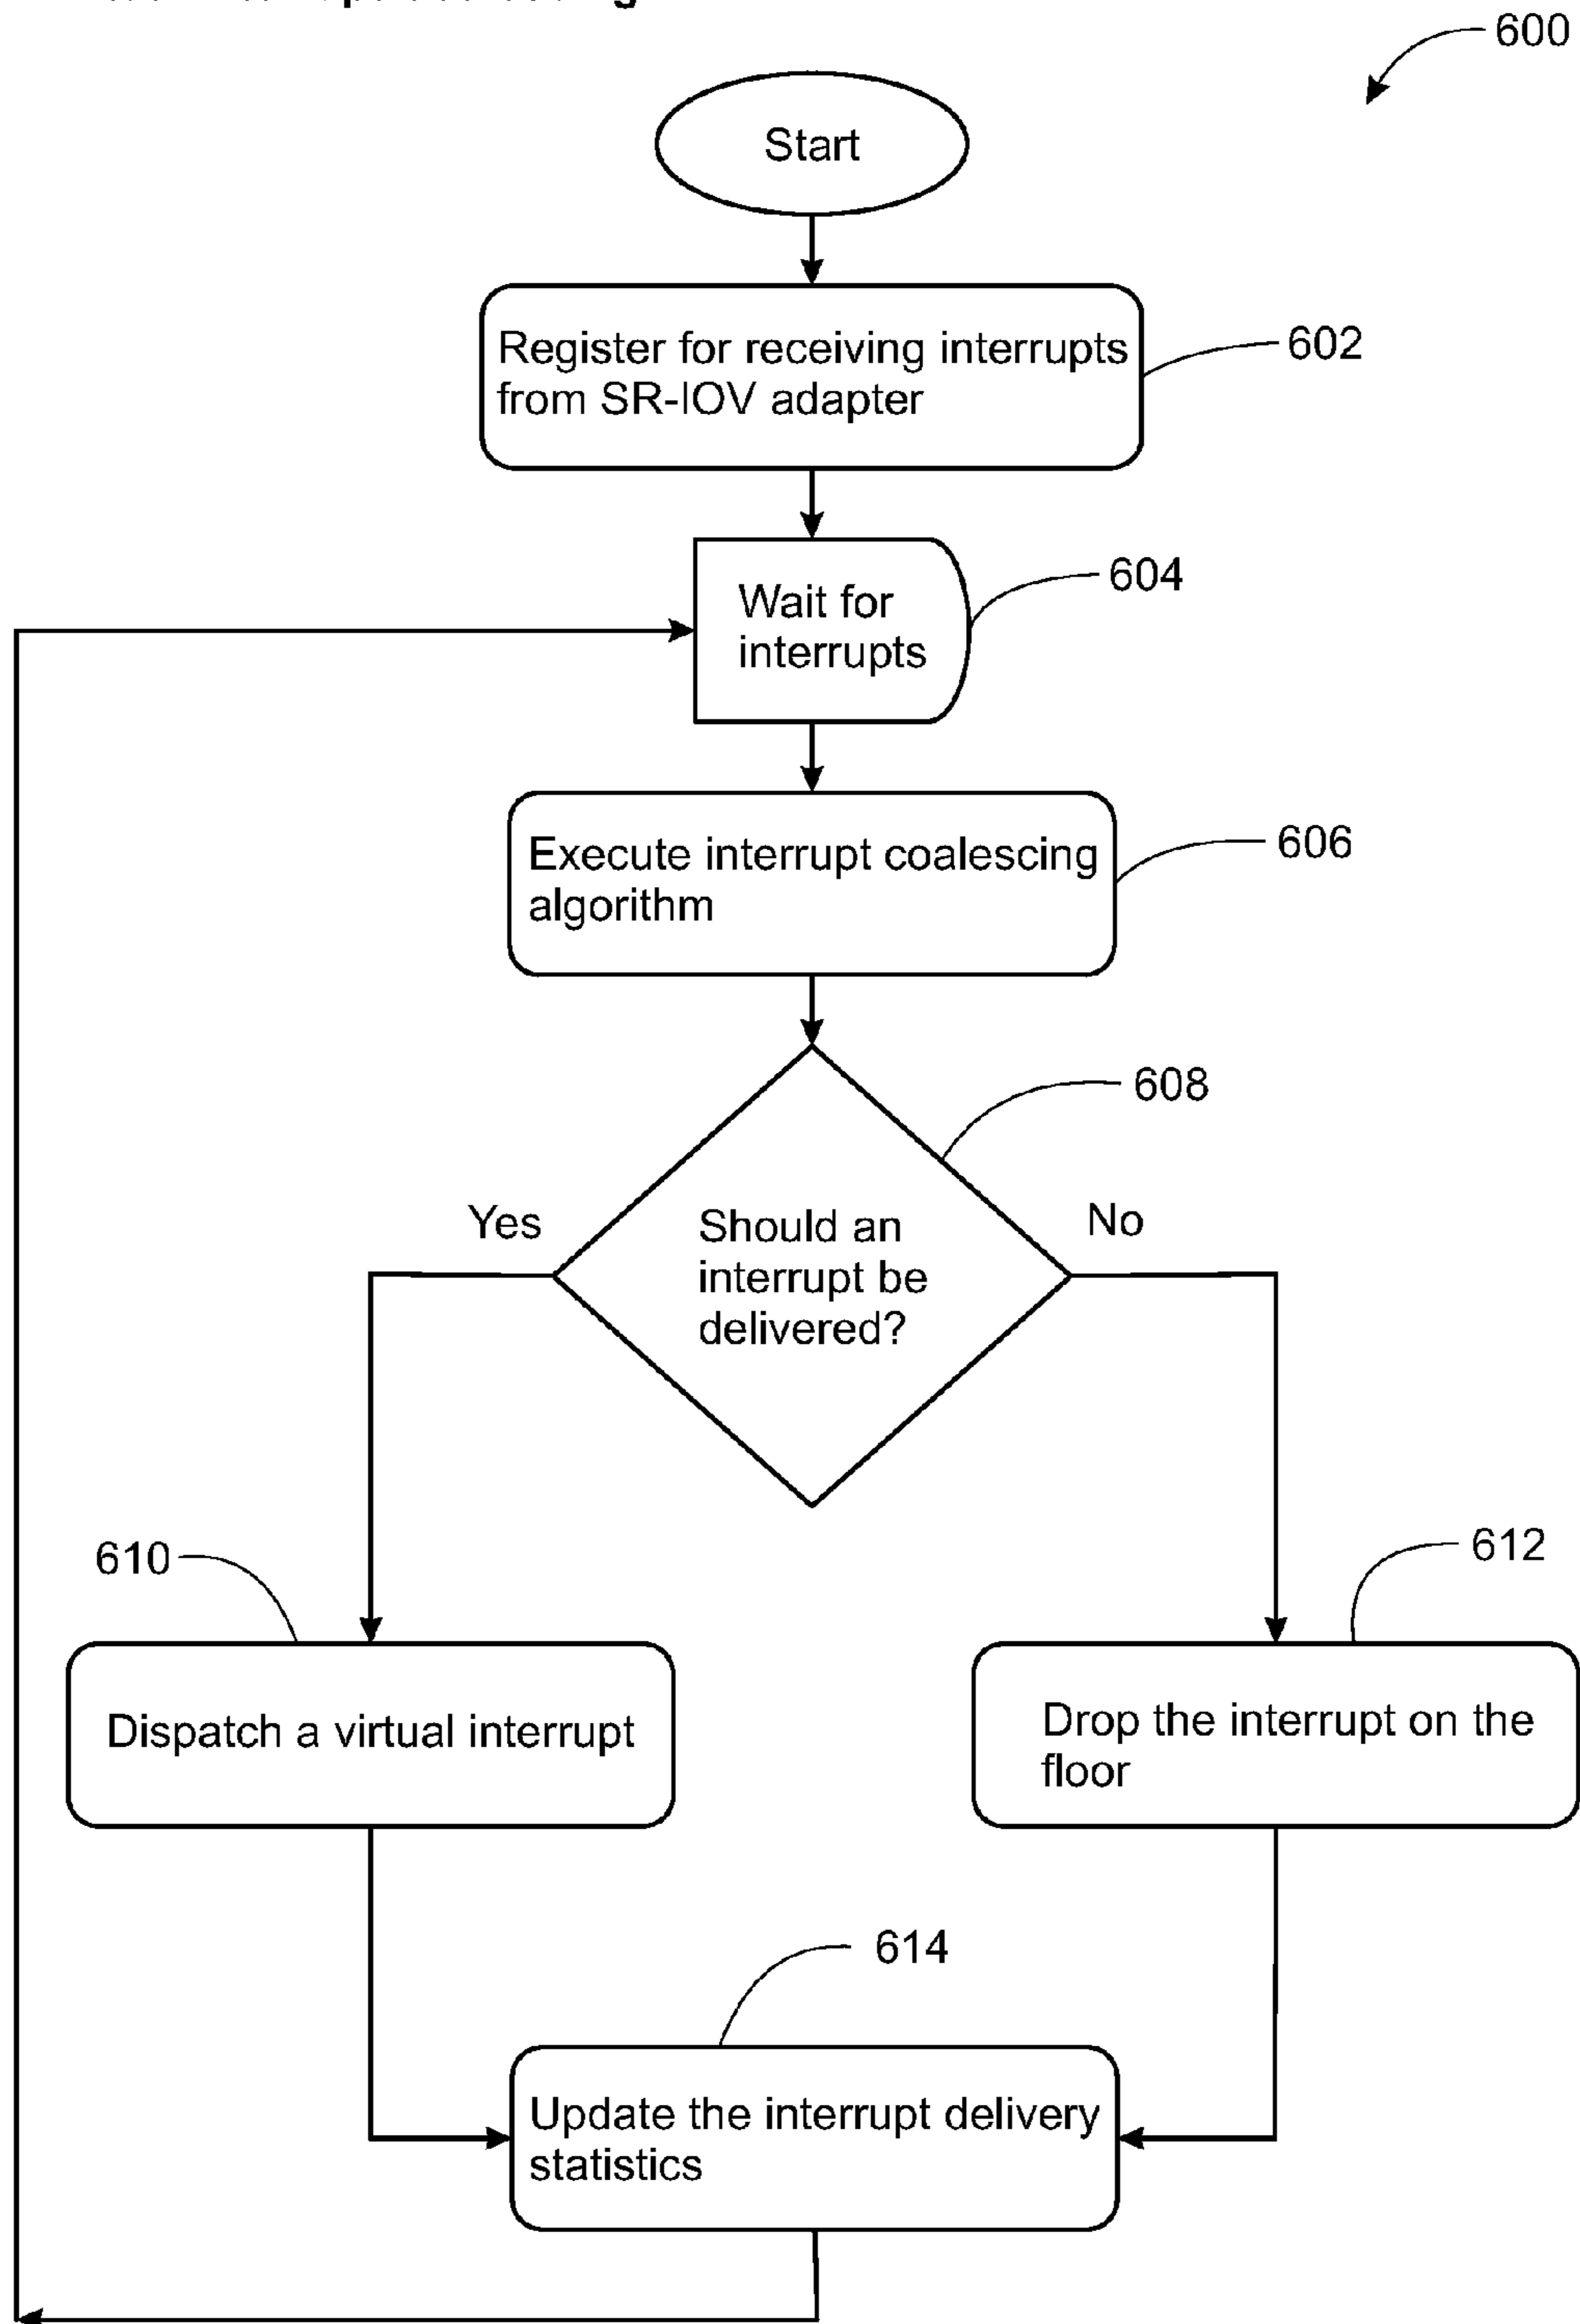 600
Start
Register for receiving interrupts
from SR-IOV adapter
602
Wait for
interrupts
604
Execute interrupt coalescing
algorithm
606
608
Yes
Should an
interrupt be
delivered?
No
610
612
Dispatch a virtual interrupt
Drop the interrupt on the
floor
614
Update the interrupt delivery
statistics